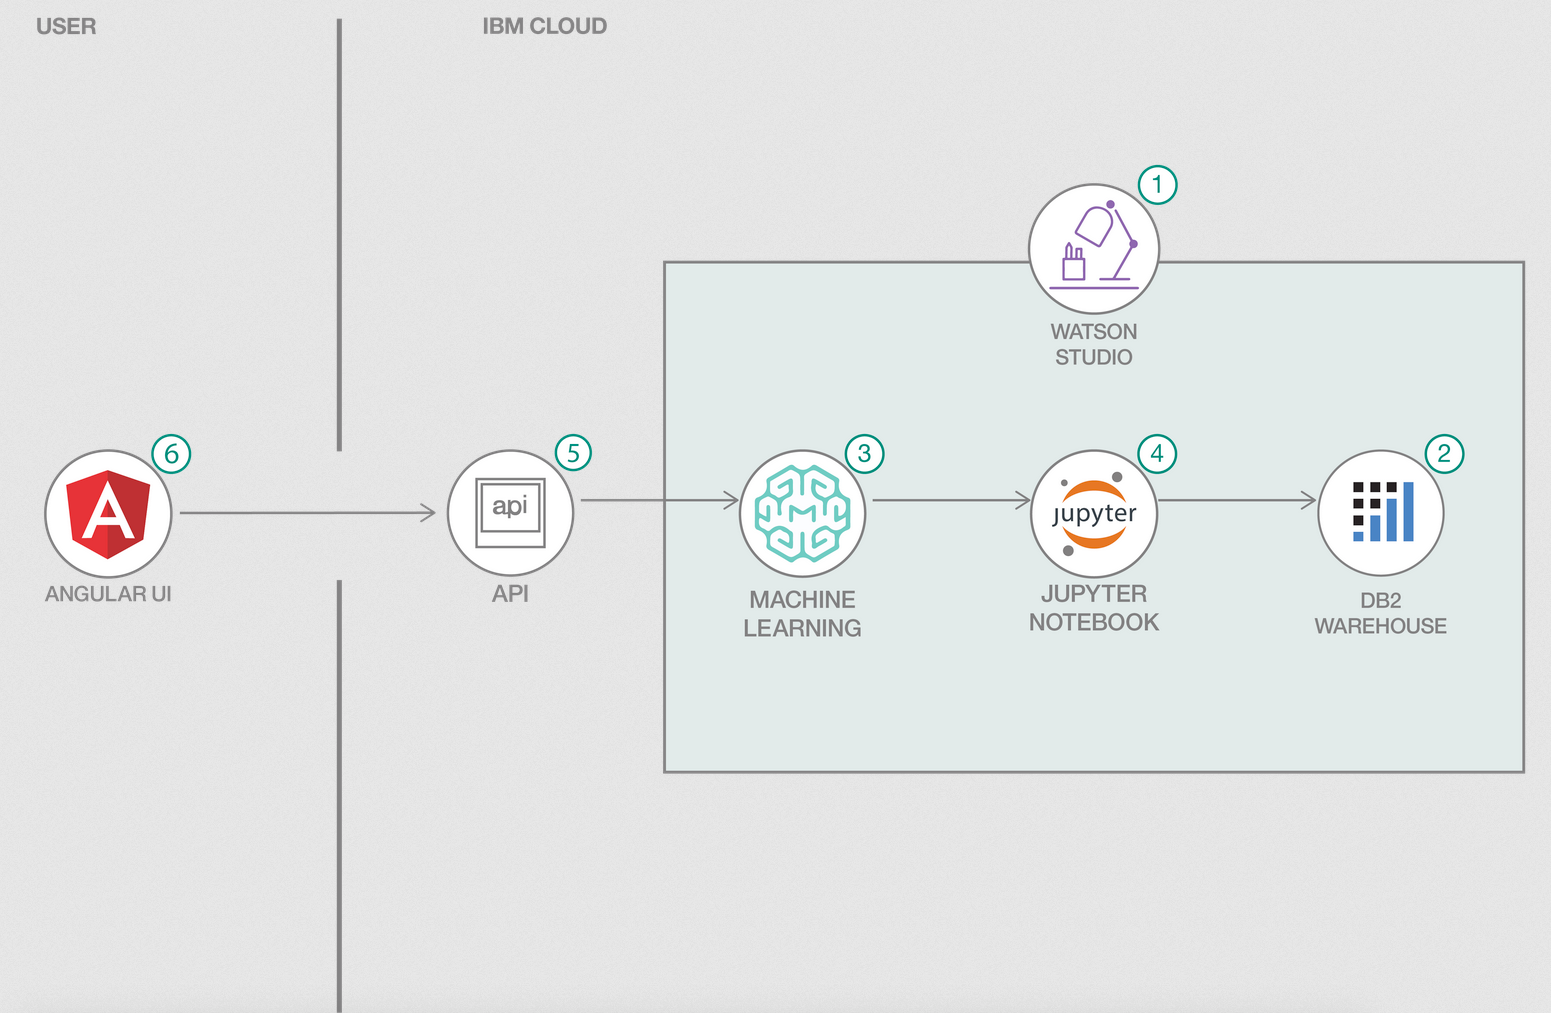 USER
IBM CLOUD
1
WATSON
STUDIO
6
5
3
4
2
api
jupyter
ANGULAR UI
API
MACHINE
LEARNING
JUPYTER
NOTEBOOK
DB2
WAREHOUSE